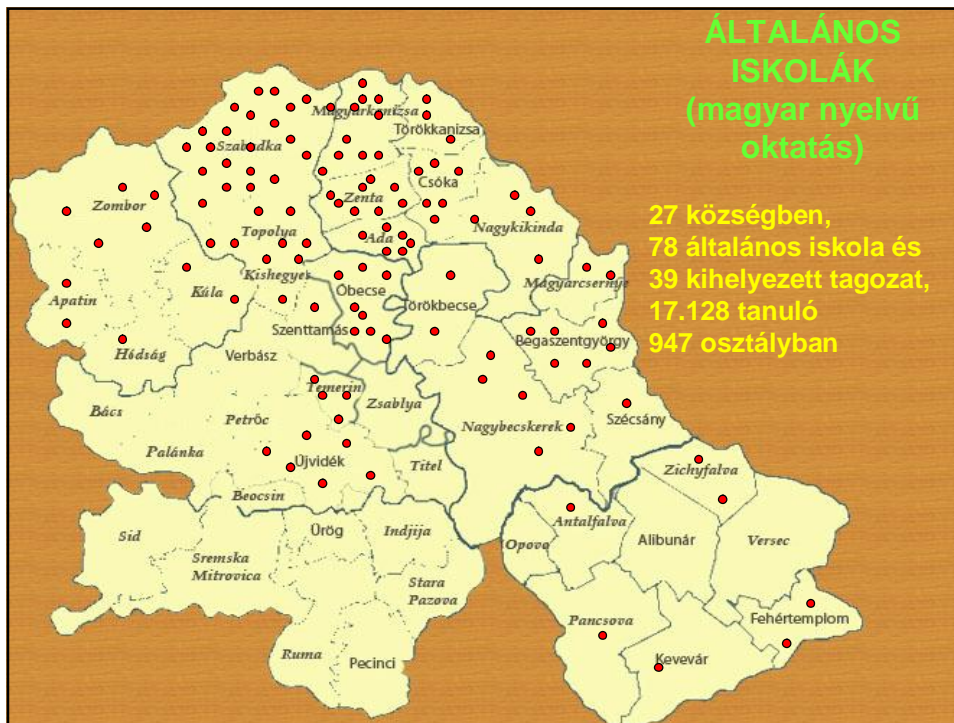 ÁLTALÁNOS
ISKOLÁK
(magyar nyelvű
oktatás)
27 községben,
78 általános iskola és
39 kihelyezett tagozat,
17.128 tanuló
947 osztályban
Magyarkanizsa
Törökkanizsa
Szabadka
Csóka
Zenta
Zombor
Topolya
Ada
Nagykikinda
Kishegyes
Magyarcsernye
Kúla
Óbecse
Törökbecse
Apatin
Szenttamás
Begaszentgyörgy
Hódság
Verbász
Temerin
Zsablya
Bács
Petrőc
Nagybecskerek
Szécsány
Palánka
Újvidék
Titel
Zichyfalva
Beocsin
Antalfalva
Sid
Ürög
Indjija
Opovo
Alibunár
Versec
Sremska
Mitrovica
Stara
Pazova
Pancsova
Fehértemplom
Ruma
Pecinci
Kevevár